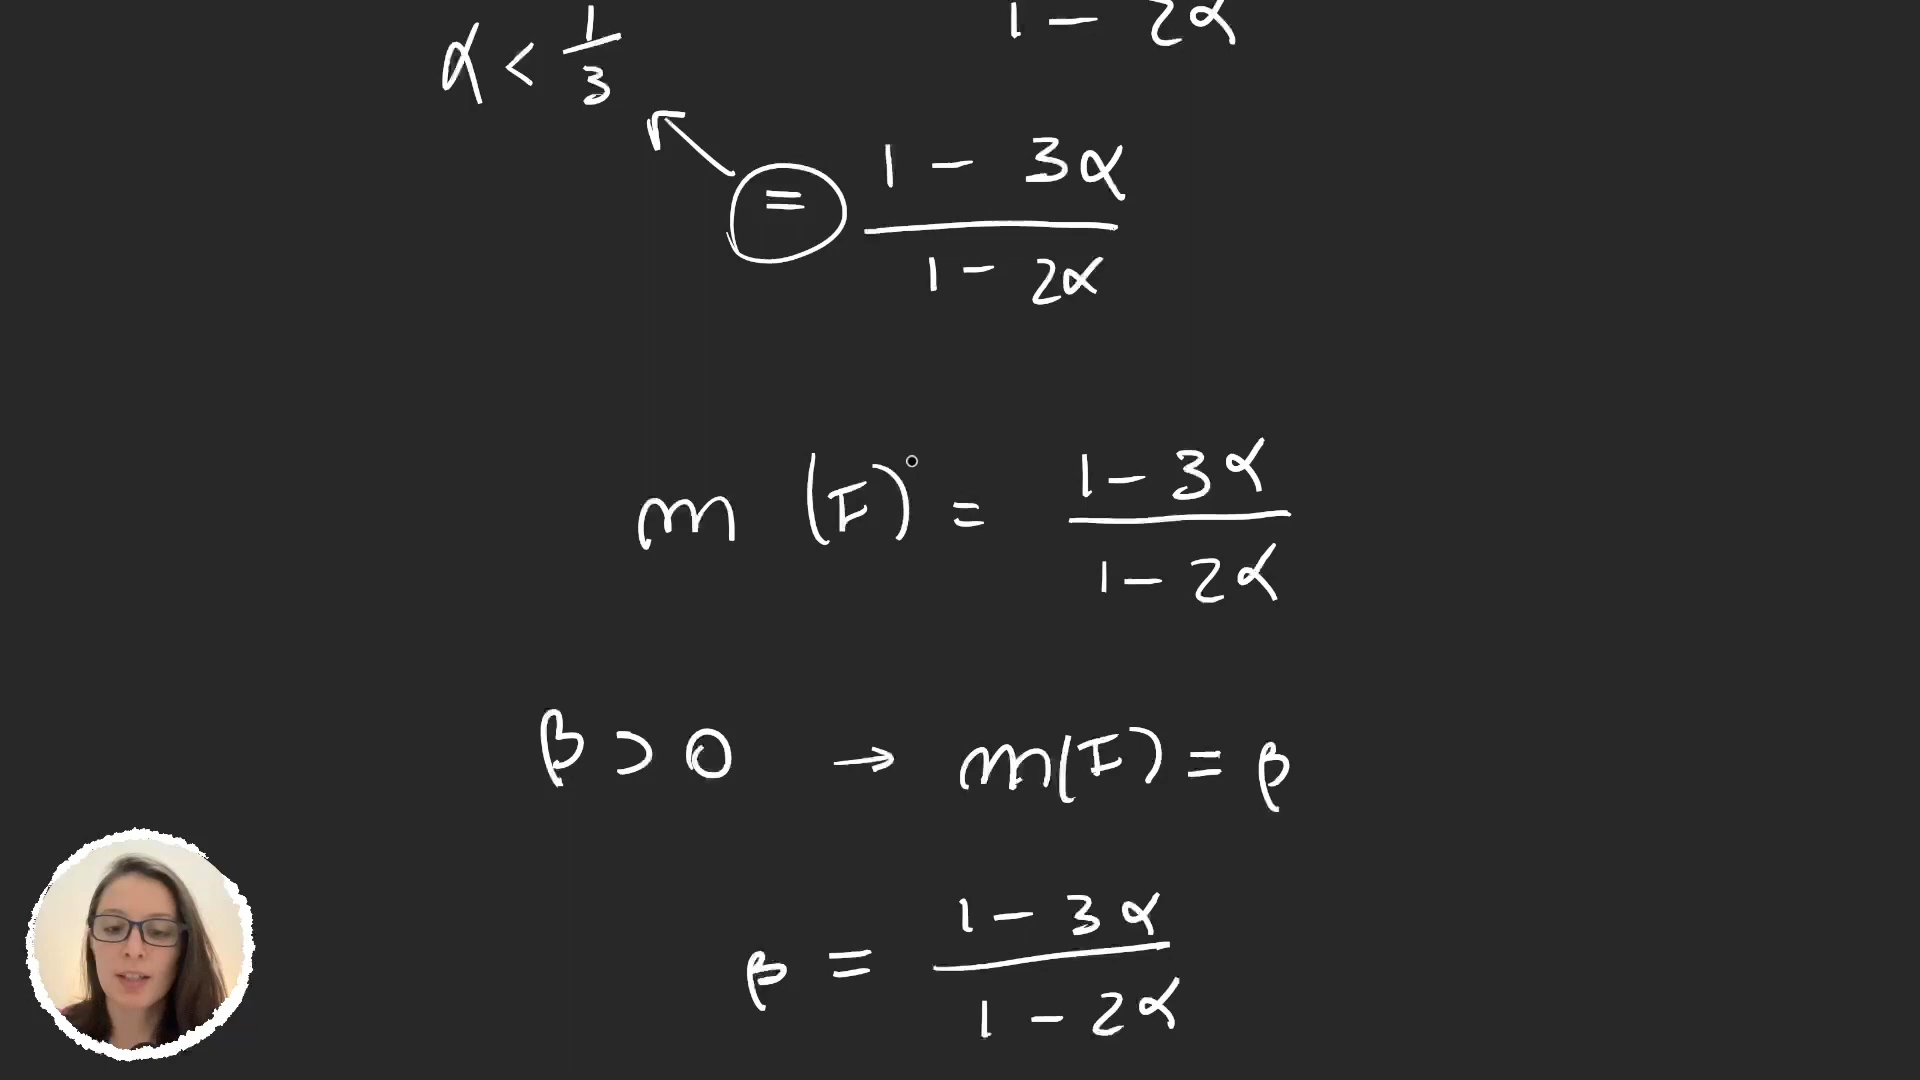 1 - 2α
α < 1/3
= (1 - 3α)/(1 - 2α)
m (I) = (1 - 3α)/(1 - 2α)
β > 0 → m(I) = β
β = (1 - 3α)/(1 - 2α)